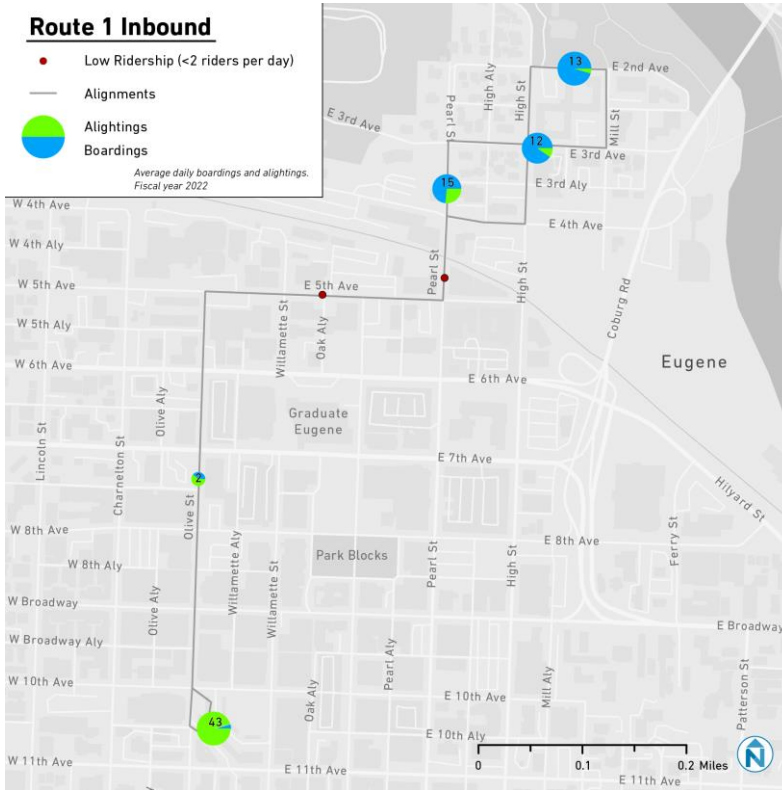 Route 1 Inbound
Low Ridership (<2 riders per day)
Alignments
Alightings
Boardings
Average daily boardings and alightings.
Fiscal year 2022
13
E 2nd Ave
High Aly
High St
Pearl St
Mill St
E 3rd Ave
12
E 3rd Ave
15
E 3rd Aly
W 4th Ave
E 4th Ave
W 4th Aly
Pearl St
High St
Coburg Rd
W 5th Ave
E 5th Ave
W 5th Aly
Willamette St
Oak Aly
W 6th Ave
Eugene
E 6th Ave
Olive Aly
Graduate
Eugene
Lincoln St
Charnelton St
E 7th Ave
2
Hilyard St
Olive St
W 8th Ave
E 8th Ave
Ferry St
W 8th Aly
Willamette Aly
Willamette St
Park Blocks
Pearl St
High St
W Broadway
Olive Aly
E Broadway
W Broadway Aly
Pearl Aly
W 10th Ave
Oak Aly
E 10th Ave
Mill Aly
Patterson St
43
E 10th Aly
W 11th Ave
E 11th Ave
0
0.1
0.2 Miles
N
E 11th Ave